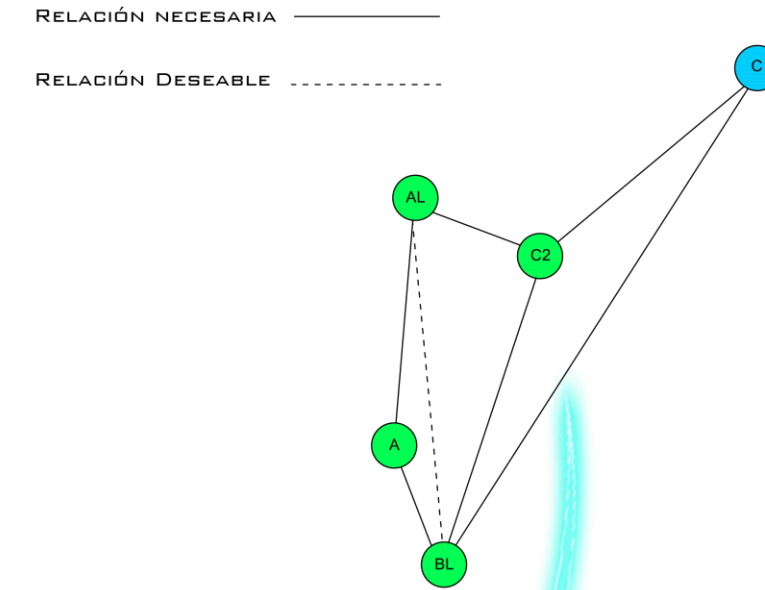 RELACIÓN NECESARIA
RELACIÓN DESEABLE
C
AL
C2
A
BL